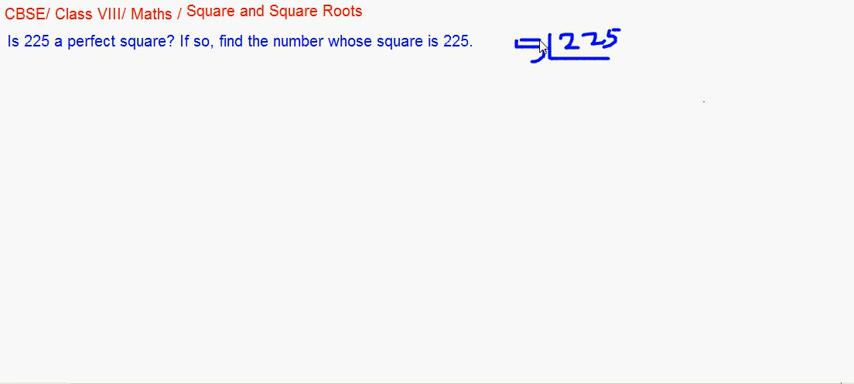 CBSE/ Class VIII/ Maths / Square and Square Roots
Is 225 a perfect square? If so, find the number whose square is 225.
5 225